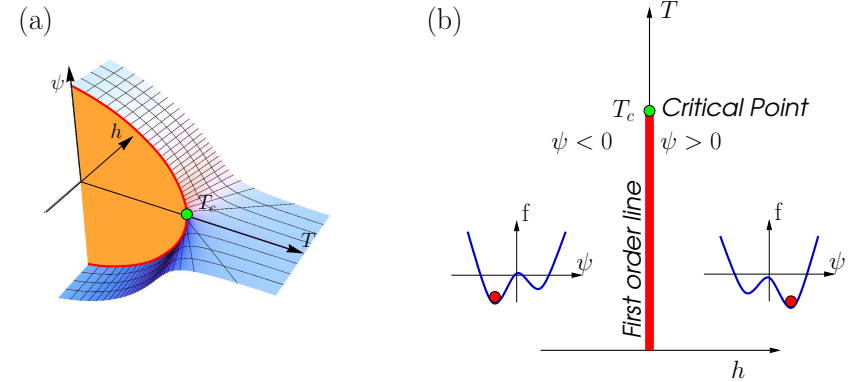 (a)
ψ
h
T_c
T
(b)
T
T_c Critical Point
ψ < 0 ψ > 0
First order line
f
ψ
f
ψ
h